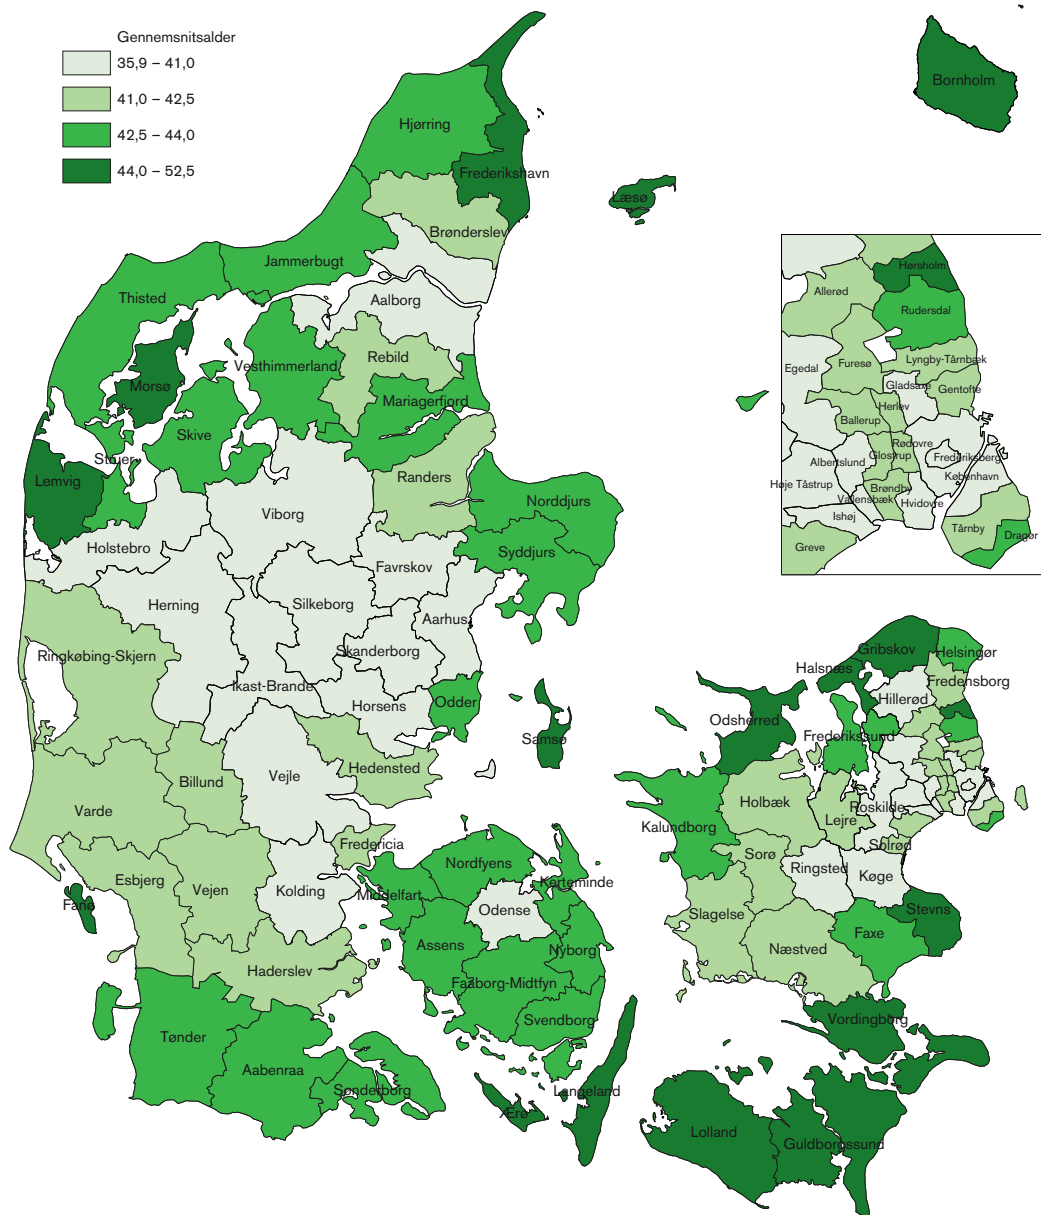 Gennemsnitsalder
35,9 – 41,0
41,0 – 42,5
42,5 – 44,0
44,0 – 52,5
Bornholm
Hjørring
Frederikshavn
Læsø
Brønderslev
Jammerbugt
Thisted
Aalborg
Rebild
Vesthimmerland
Morsø
Mariagerfjord
Skive
Struer
Lemvig
Randers
Norddjurs
Viborg
Holstebro
Syddjurs
Favrskov
Herning
Silkeborg
Aarhus
Skanderborg
Ringkøbing-Skjern
Ikast-Brande
Horsens
Odder
Samsø
Hedensted
Vejle
Billund
Varde
Fredericia
Esbjerg
Vejen
Kolding
Fanø
Haderslev
Tønder
Aabenraa
Sønderborg
Nordfyens
Middelfart
Kerteminde
Odense
Assens
Nyborg
Faaborg-Midtfyn
Svendborg
Langeland
Ærø
Hørsholm
Allerød
Rudersdal
Egedal
Furesø
Lyngby-Tårnbæk
Gladsaxe
Gentofte
Herlev
Ballerup
Rødovre
Glostrup
Frederiksberg
Albertslund
København
Høje Tåstrup
Brøndby
Vallensbæk
Hvidovre
Ishøj
Tårnby
Dragør
Greve
Gribskov
Helsingør
Halsnæs
Fredensborg
Hillerød
Odsherred
Frederikssund
Holbæk
Roskilde
Lejre
Kalundborg
Solrød
Sorø
Ringsted
Køge
Slagelse
Stevns
Faxe
Næstved
Vordingborg
Lolland
Guldborgssund